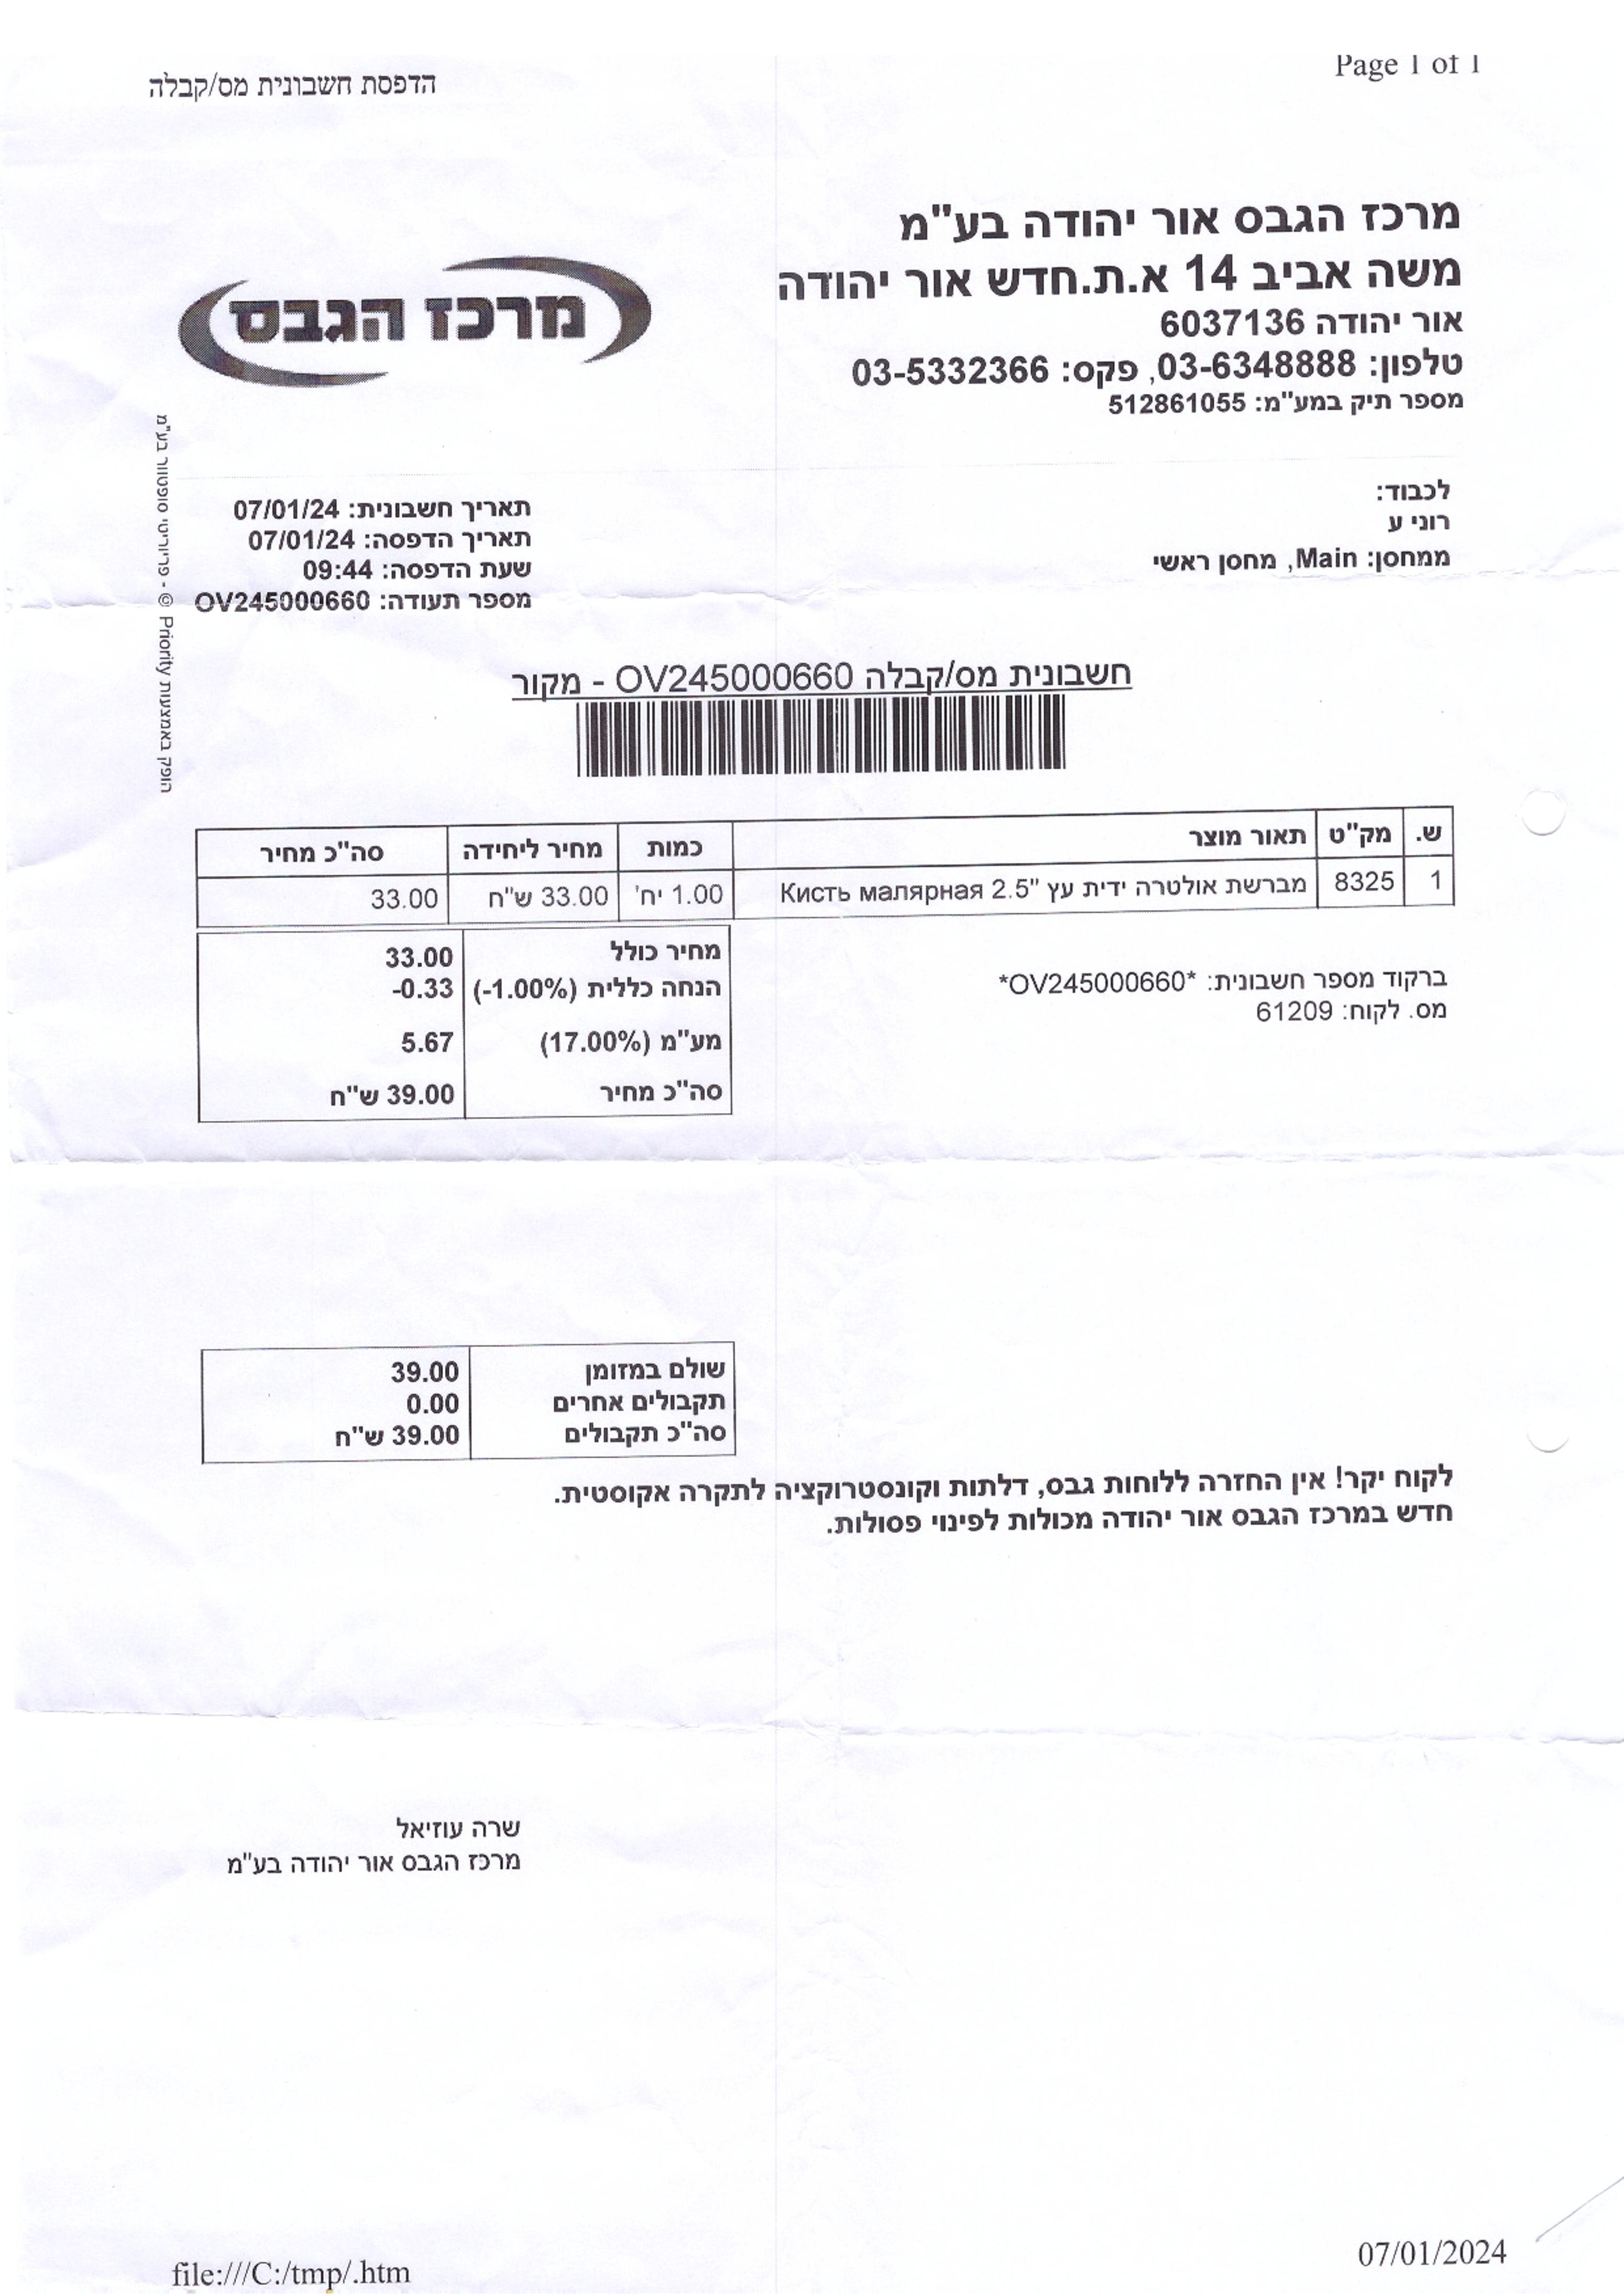 הדפסת חשבונית מס/קבלה
Page 1 of 1
מרכז הגבס אור יהודה בע"מ
משה אביב 14 א.ת.חדש אור יהודה
אור יהודה 6037136
טלפון: 03-6348888, פקס: 03-5332366
מספר תיק במע"מ: 512861055
מרכז הגבס
לכבוד:
רוני ע
ממחסן: Main, מחסן ראשי
תאריך חשבונית: 07/01/24
תאריך הדפסה: 07/01/24
שעת הדפסה: 09:44
מספר תעודה: OV245000660
הופק באמצעות Priority © - פריוריטי סופטוור בע"מ
חשבונית מס/קבלה OV245000660 - מקור
ש. מק"ט תאור מוצר כמות מחיר ליחידה סה"כ מחיר
1 8325 מברשת אולטרה ידית עץ "2.5 Кисть малярная 1.00 יח' 33.00 ש"ח 33.00
מחיר כולל 33.00
הנחה כללית (-1.00%) -0.33
מע"מ (17.00%) 5.67
סה"כ מחיר 39.00 ש"ח
ברקוד מספר חשבונית: *OV245000660*
מס. לקוח: 61209
שולם במזומן 39.00
תקבולים אחרים 0.00
סה"כ תקבולים 39.00 ש"ח
לקוח יקר! אין החזרה ללוחות גבס, דלתות וקונסטרוקציה לתקרה אקוסטית.
חדש במרכז הגבס אור יהודה מכולות לפינוי פסולות.
שרה עוזיאל
מרכז הגבס אור יהודה בע"מ
file:///C:/tmp/.htm
07/01/2024